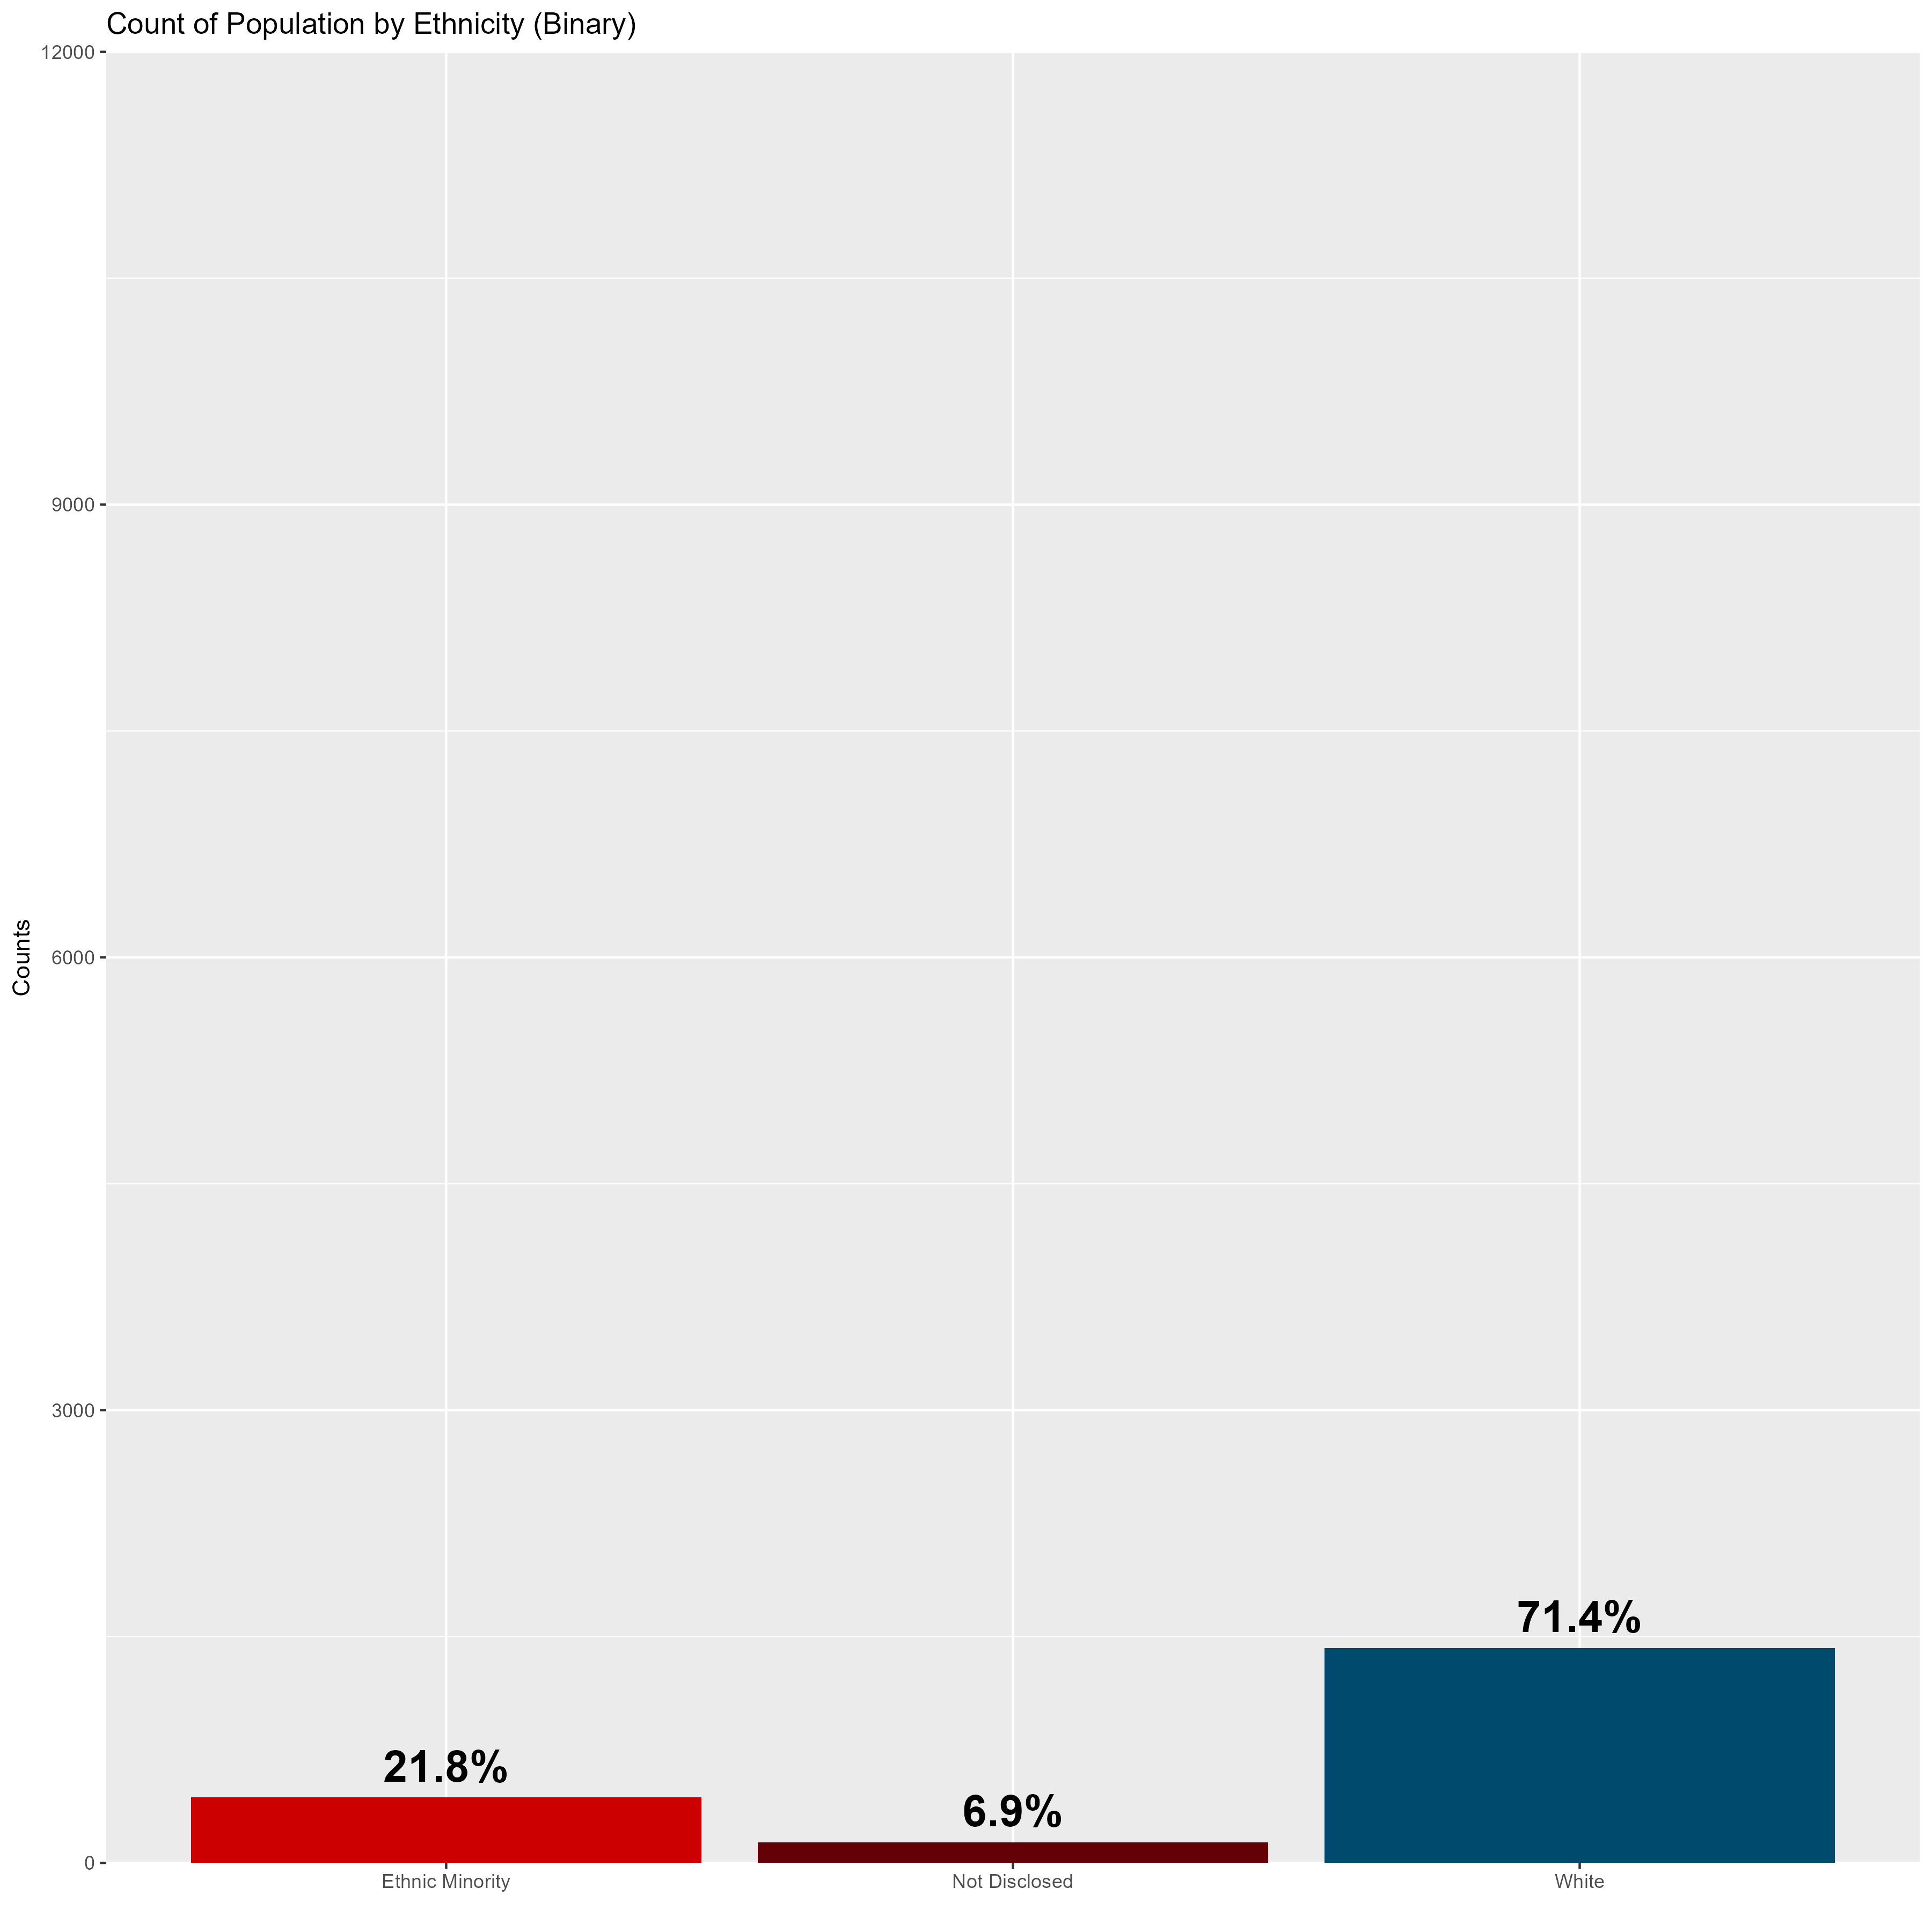 Count of Population by Ethnicity (Binary)
12000
9000
6000
3000
0
Counts
21.8%
6.9%
71.4%
Ethnic Minority
Not Disclosed
White